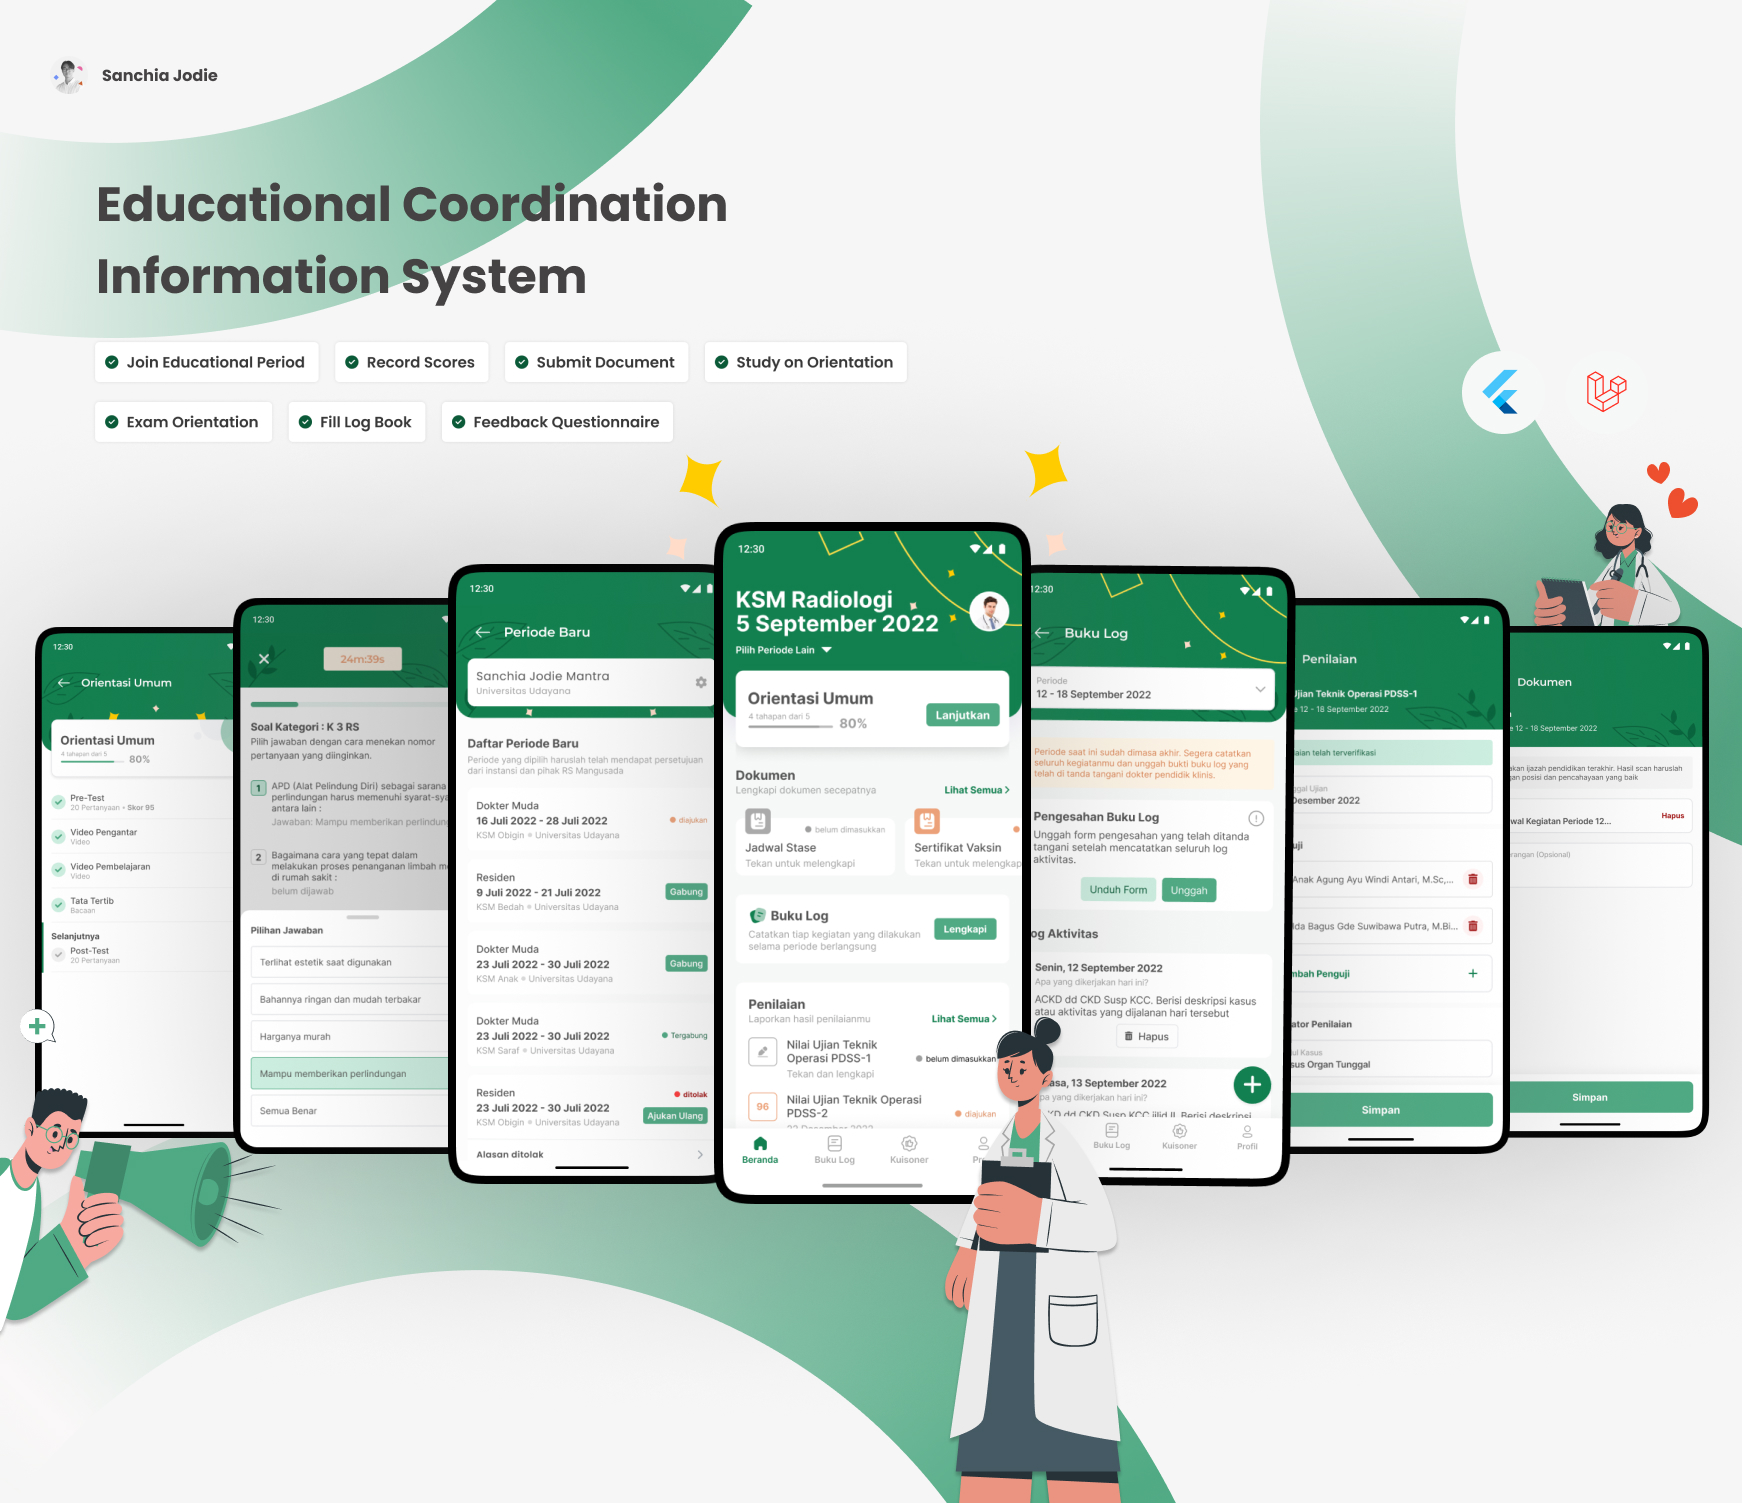 Sanchia Jodie
Educational Coordination
Information System
Join Educational Period
Record Scores
Submit Document
Study on Orientation
Exam Orientation
Fill Log Book
Feedback Questionnaire
12:30
Orientasi Umum
Orientasi Umum
4 tahapan dari 5
80%
Pre-Test
20 Pertanyaan • Skor 95
Video Pengantar
Video
Video Pembelajaran
Video
Tata Tertib
Bacaan
Selanjutnya
Post-Test
20 Pertanyaan
12:30
24m:39s
Soal Kategori : K 3 RS
Pilih jawaban dengan cara menekan nomor
pertanyaan yang diinginkan.
1
APD (Alat Pelindung Diri) sebagai sarana
perlindungan harus memenuhi syarat-sya
antara lain :
Jawaban: Mampu memberikan perlindun
2
Bagaimana cara yang tepat dalam
melakukan proses penanganan limbah m
di rumah sakit :
belum dijawab
Pilihan Jawaban
Terlihat estetik saat digunakan
Bahannya ringan dan mudah terbakar
Harganya murah
Mampu memberikan perlindungan
Semua Benar
12:30
Periode Baru
Sanchia Jodie Mantra
Universitas Udayana
Daftar Periode Baru
Periode yang dipilih haruslah telah mendapat persetujuan
dari instansi dan pihak RS Mangusada
Dokter Muda
16 Juli 2022 - 28 Juli 2022
diajukan
KSM Obigin • Universitas Udayana
Residen
9 Juli 2022 - 21 Juli 2022
Gabung
KSM Bedah • Universitas Udayana
Dokter Muda
23 Juli 2022 - 30 Juli 2022
Gabung
KSM Anak • Universitas Udayana
Dokter Muda
23 Juli 2022 - 30 Juli 2022
Tergabung
KSM Saraf • Universitas Udayana
Residen
ditolak
23 Juli 2022 - 30 Juli 2022
Ajukan Ulang
KSM Obigin • Universitas Udayana
Alasan ditolak
12:30
KSM Radiologi
5 September 2022
Pilih Periode Lain
Orientasi Umum
4 tahapan dari 5
80%
Lanjutkan
Dokumen
Lengkapi dokumen secepatnya
Lihat Semua
belum dimasukkan
Jadwal Stase
Tekan untuk melengkapi
Sertifikat Vaksin
Tekan untuk melengkap
Buku Log
Catatkan tiap kegiatan yang dilakukan
selama periode berlangsung
Lengkapi
Penilaian
Laporkan hasil penilaianmu
Lihat Semua
Nilai Ujian Teknik
Operasi PDSS-1
belum dimasukkan
Tekan dan lengkapi
96
Nilai Ujian Teknik Operasi
PDSS-2
diajukan
Beranda
Buku Log
Kuisoner
P
12:30
Buku Log
Periode
12 - 18 September 2022
Periode saat ini sudah dimasa akhir. Segera catatkan
seluruh kegiatanmu dan unggah bukti buku log yang
telah di tanda tangani dokter pendidik klinis.
Pengesahan Buku Log
Unggah form pengesahan yang telah ditanda
tangani setelah mencatatkan seluruh log
aktivitas.
Unduh Form
Unggah
og Aktivitas
Senin, 12 September 2022
Apa yang dikerjakan hari ini?
ACKD dd CKD Susp KCC. Berisi deskripsi kasus
atau aktivitas yang dijalanan hari tersebut
Hapus
asa, 13 September 2022
pa yang dikerjakan hari ini?
KD dd CKD Susp KCC jilid II. Berisi deskripsi
Buku Log
Kuisoner
Profil
Penilaian
Ujian Teknik Operasi PDSS-1
e 12 - 18 September 2022
aian telah terverifikasi
ggal Ujian
Desember 2022
uji
Anak Agung Ayu Windi Antari, M.Sc,...
Ida Bagus Gde Suwibawa Putra, M.Bi...
mbah Penguji
ator Penilaian
ul Kasus
sus Organ Tunggal
Simpan
Dokumen
e 12 - 18 September 2022
kan ijazah pendidikan terakhir. Hasil scan haruslah
gan posisi dan pencahayaan yang baik
wal Kegiatan Periode 12...
Hapus
rangan (Opsional)
Simpan